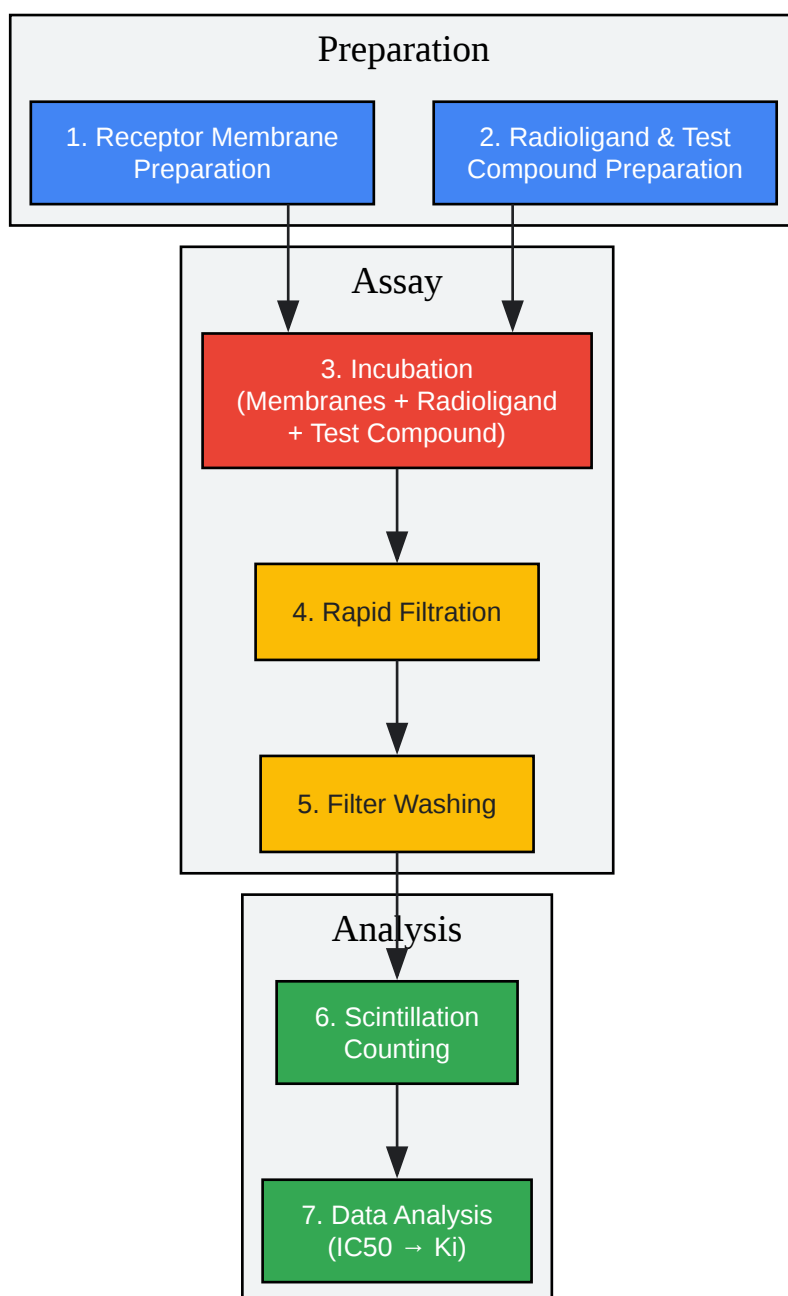 Preparation
1. Receptor Membrane
Preparation
2. Radioligand & Test
Compound Preparation
Assay
3. Incubation
(Membranes + Radioligand
+ Test Compound)
4. Rapid Filtration
5. Filter Washing
Analysis
6. Scintillation
Counting
7. Data Analysis
(IC50 → Ki)